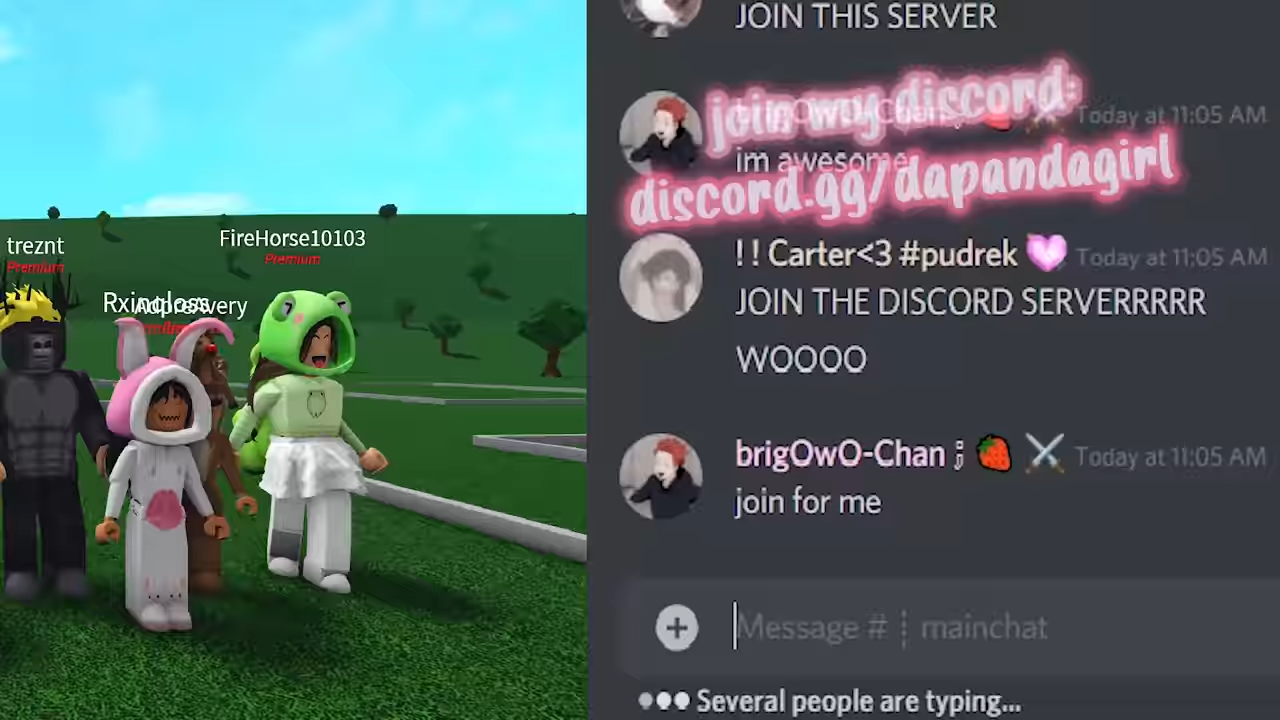 treznt
Premium
FireHorse10103
Premium
JOIN THIS SERVER
join my discord:
discord.gg/dapandagirl
Today at 11:05 AM
im awesome
! ! Carter<3 #pudrek 💜 Today at 11:05 AM
JOIN THE DISCORD SERVERRRRR
WOOOO
brigOwO-Chan ⁏ 🍓 ⚔️ Today at 11:05 AM
join for me
Message # ┊ mainchat
Several people are typing...